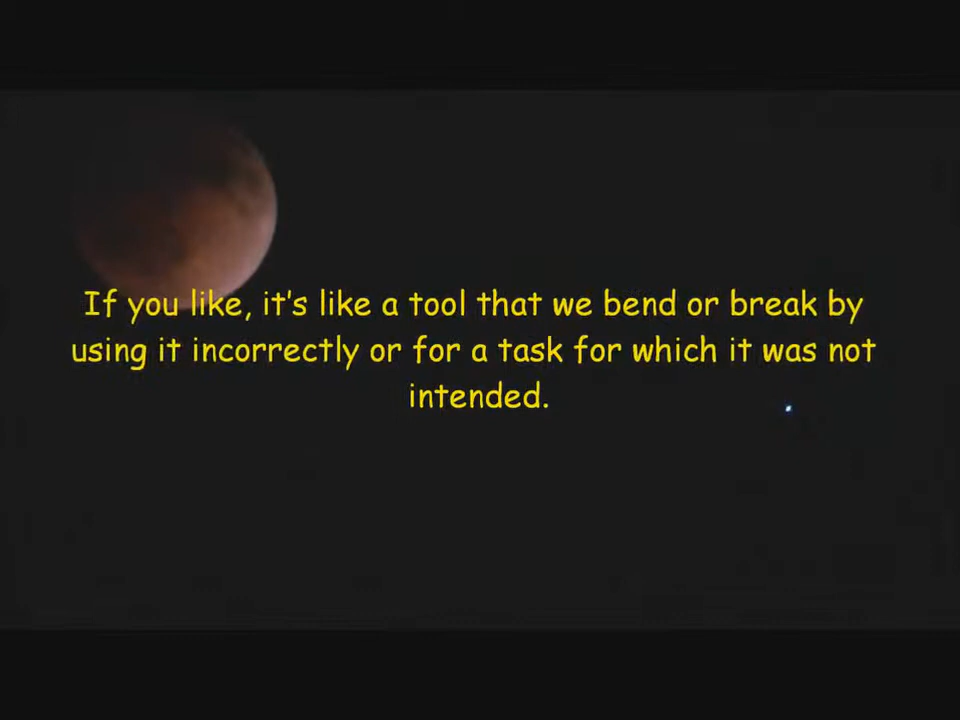 If you like, it's like a tool that we bend or break by
using it incorrectly or for a task for which it was not
intended.